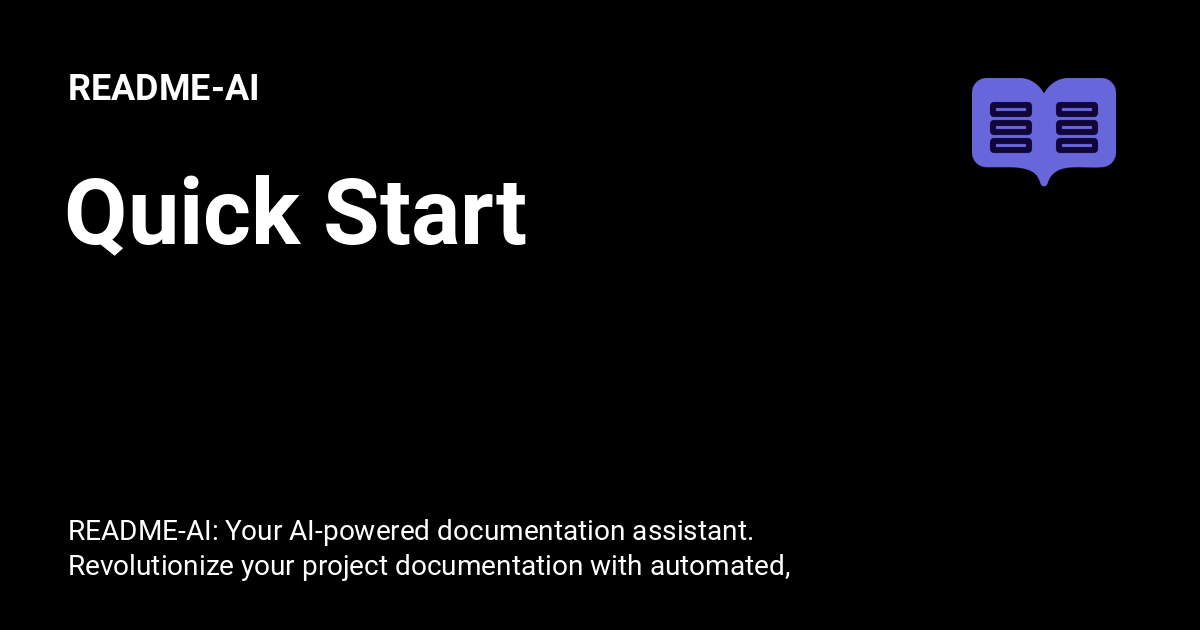 README-AI
Quick Start
README-AI: Your AI-powered documentation assistant.
Revolutionize your project documentation with automated,